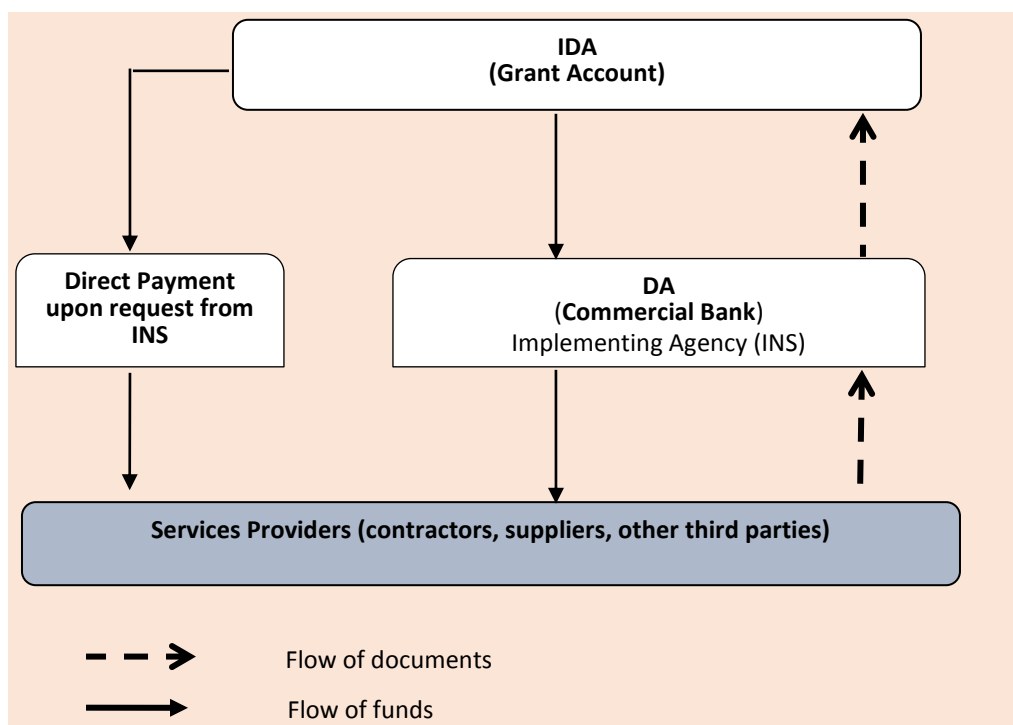 IDA
(Grant Account)
Direct Payment
upon request from
INS
DA
(Commercial Bank)
Implementing Agency (INS)
Services Providers (contractors, suppliers, other third parties)
Flow of documents
Flow of funds